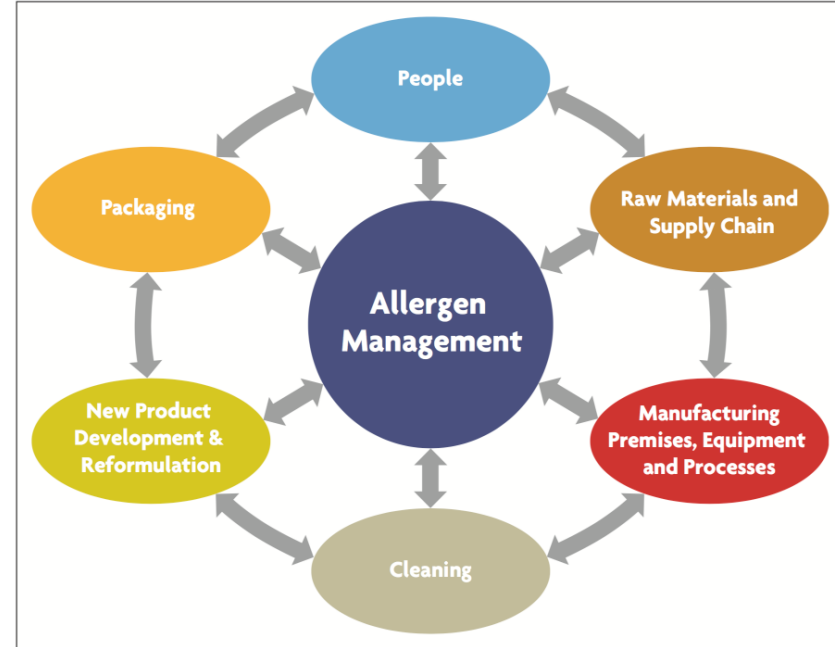 People
Packaging
Raw Materials and
Supply Chain
Allergen
Management
New Product
Development &
Reformulation
Manufacturing
Premises, Equipment
and Processes
Cleaning